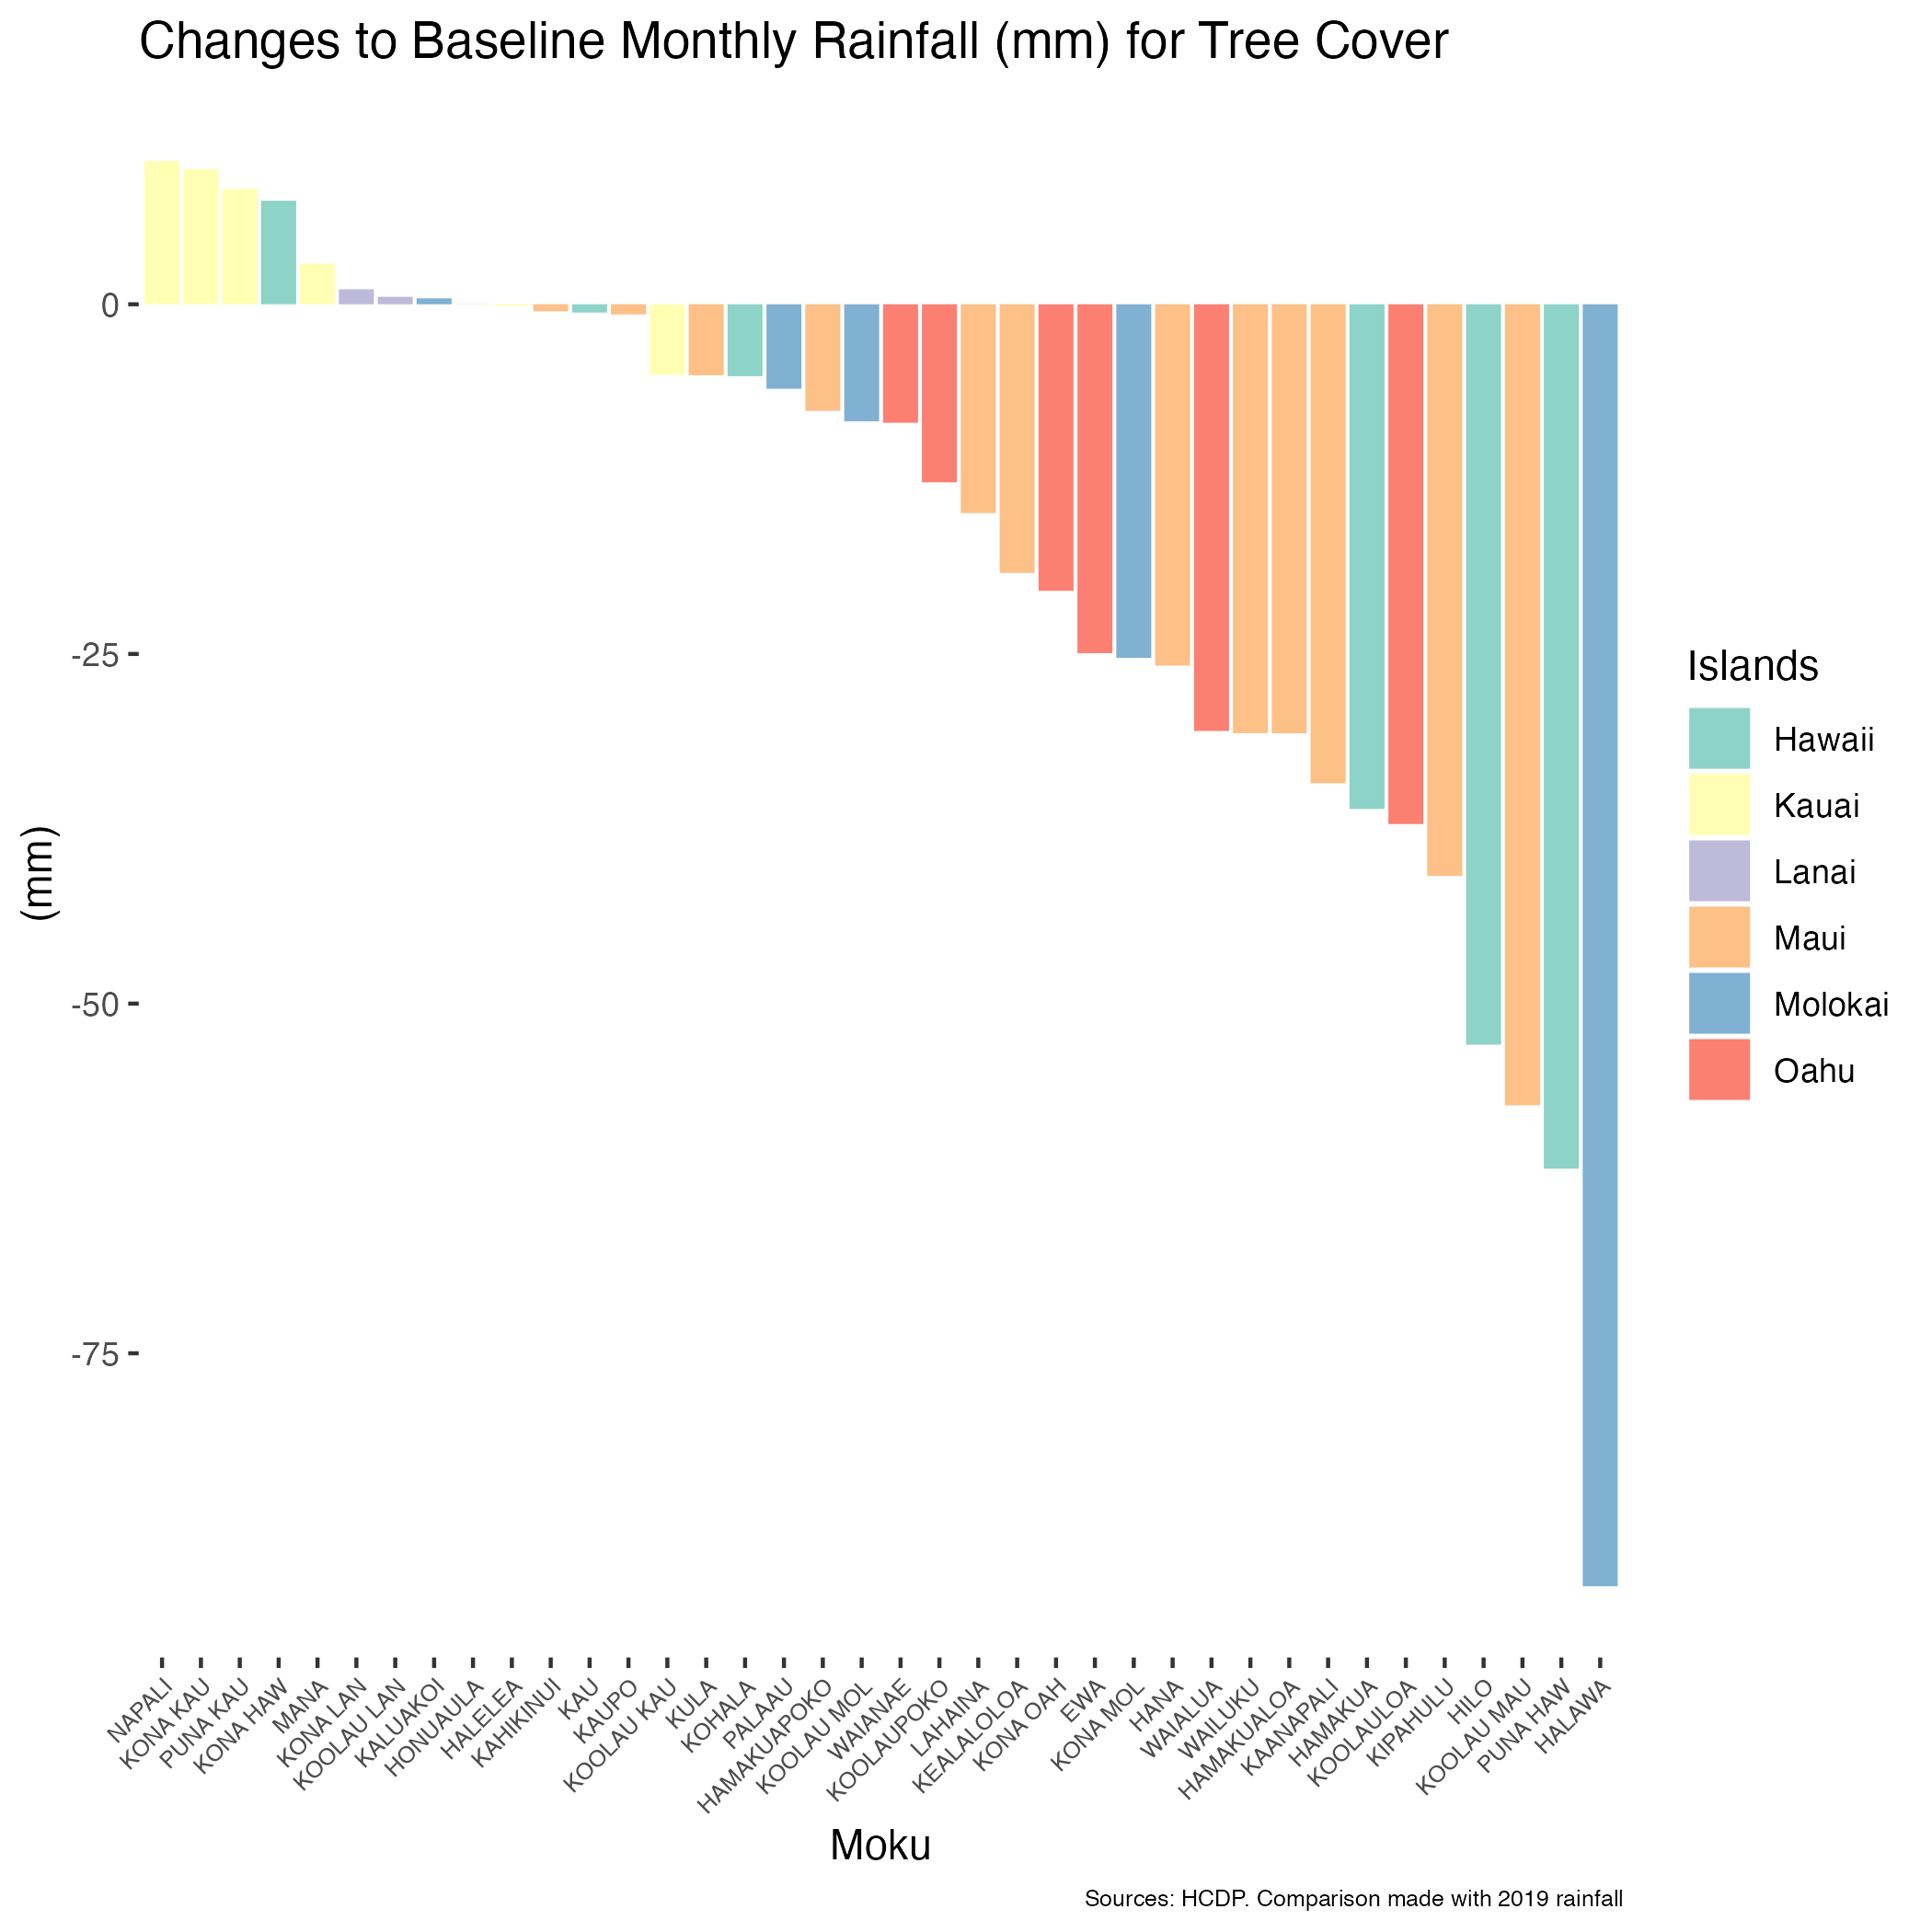 Changes to Baseline Monthly Rainfall (mm) for Tree Cover
0
-25
-50
-75
(mm)
Islands
Hawaii
Kauai
Lanai
Maui
Molokai
Oahu
NAPALI
KONA KAU
PUNA KAU
KONA HAW
MANA
KONA LAN
KOOLAU LAN
KALUAKOI
HONUAULA
HALELEA
KAHIKINUI
KAU
KAUPO
KOOLAU KAU
KULA
KOHALA
PALAAU
HAMAKUAPOKO
KOOLAU MOL
WAIANAE
KOOLAUPOKO
LAHAINA
KEALALOLOA
KONA OAH
EWA
KONA MOL
HANA
WAIALUA
WAILUKU
HAMAKUALOA
KAANAPALI
HAMAKUA
KOOLAULOA
KIPAHULU
HILO
KOOLAU MAU
PUNA HAW
HALAWA
Moku
Sources: HCDP. Comparison made with 2019 rainfall